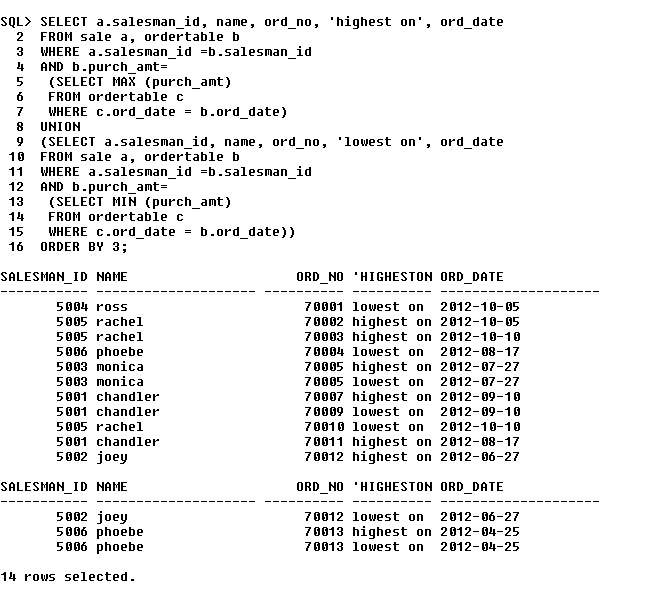 SQL> SELECT a.salesman_id, name, ord_no, 'highest on', ord_date
  2  FROM sale a, ordertable b
  3  WHERE a.salesman_id =b.salesman_id
  4  AND b.purch_amt=
  5   (SELECT MAX (purch_amt)
  6   FROM ordertable c
  7   WHERE c.ord_date = b.ord_date)
  8  UNION
  9  (SELECT a.salesman_id, name, ord_no, 'lowest on', ord_date
 10  FROM sale a, ordertable b
 11  WHERE a.salesman_id =b.salesman_id
 12  AND b.purch_amt=
 13   (SELECT MIN (purch_amt)
 14   FROM ordertable c
 15   WHERE c.ord_date = b.ord_date))
 16  ORDER BY 3;
SALESMAN_ID NAME                     ORD_NO 'HIGHESTON ORD_DATE
----------- -------------------- ---------- ---------- --------------------
       5004 ross                      70001 lowest on  2012-10-05
       5005 rachel                    70002 highest on 2012-10-05
       5005 rachel                    70003 highest on 2012-10-10
       5006 phoebe                    70004 lowest on  2012-08-17
       5003 monica                    70005 highest on 2012-07-27
       5003 monica                    70005 lowest on  2012-07-27
       5001 chandler                  70007 highest on 2012-09-10
       5001 chandler                  70009 lowest on  2012-09-10
       5005 rachel                    70010 lowest on  2012-10-10
       5001 chandler                  70011 highest on 2012-08-17
       5002 joey                      70012 highest on 2012-06-27
SALESMAN_ID NAME                     ORD_NO 'HIGHESTON ORD_DATE
----------- -------------------- ---------- ---------- --------------------
       5002 joey                      70012 lowest on  2012-06-27
       5006 phoebe                    70013 highest on 2012-04-25
       5006 phoebe                    70013 lowest on  2012-04-25
14 rows selected.